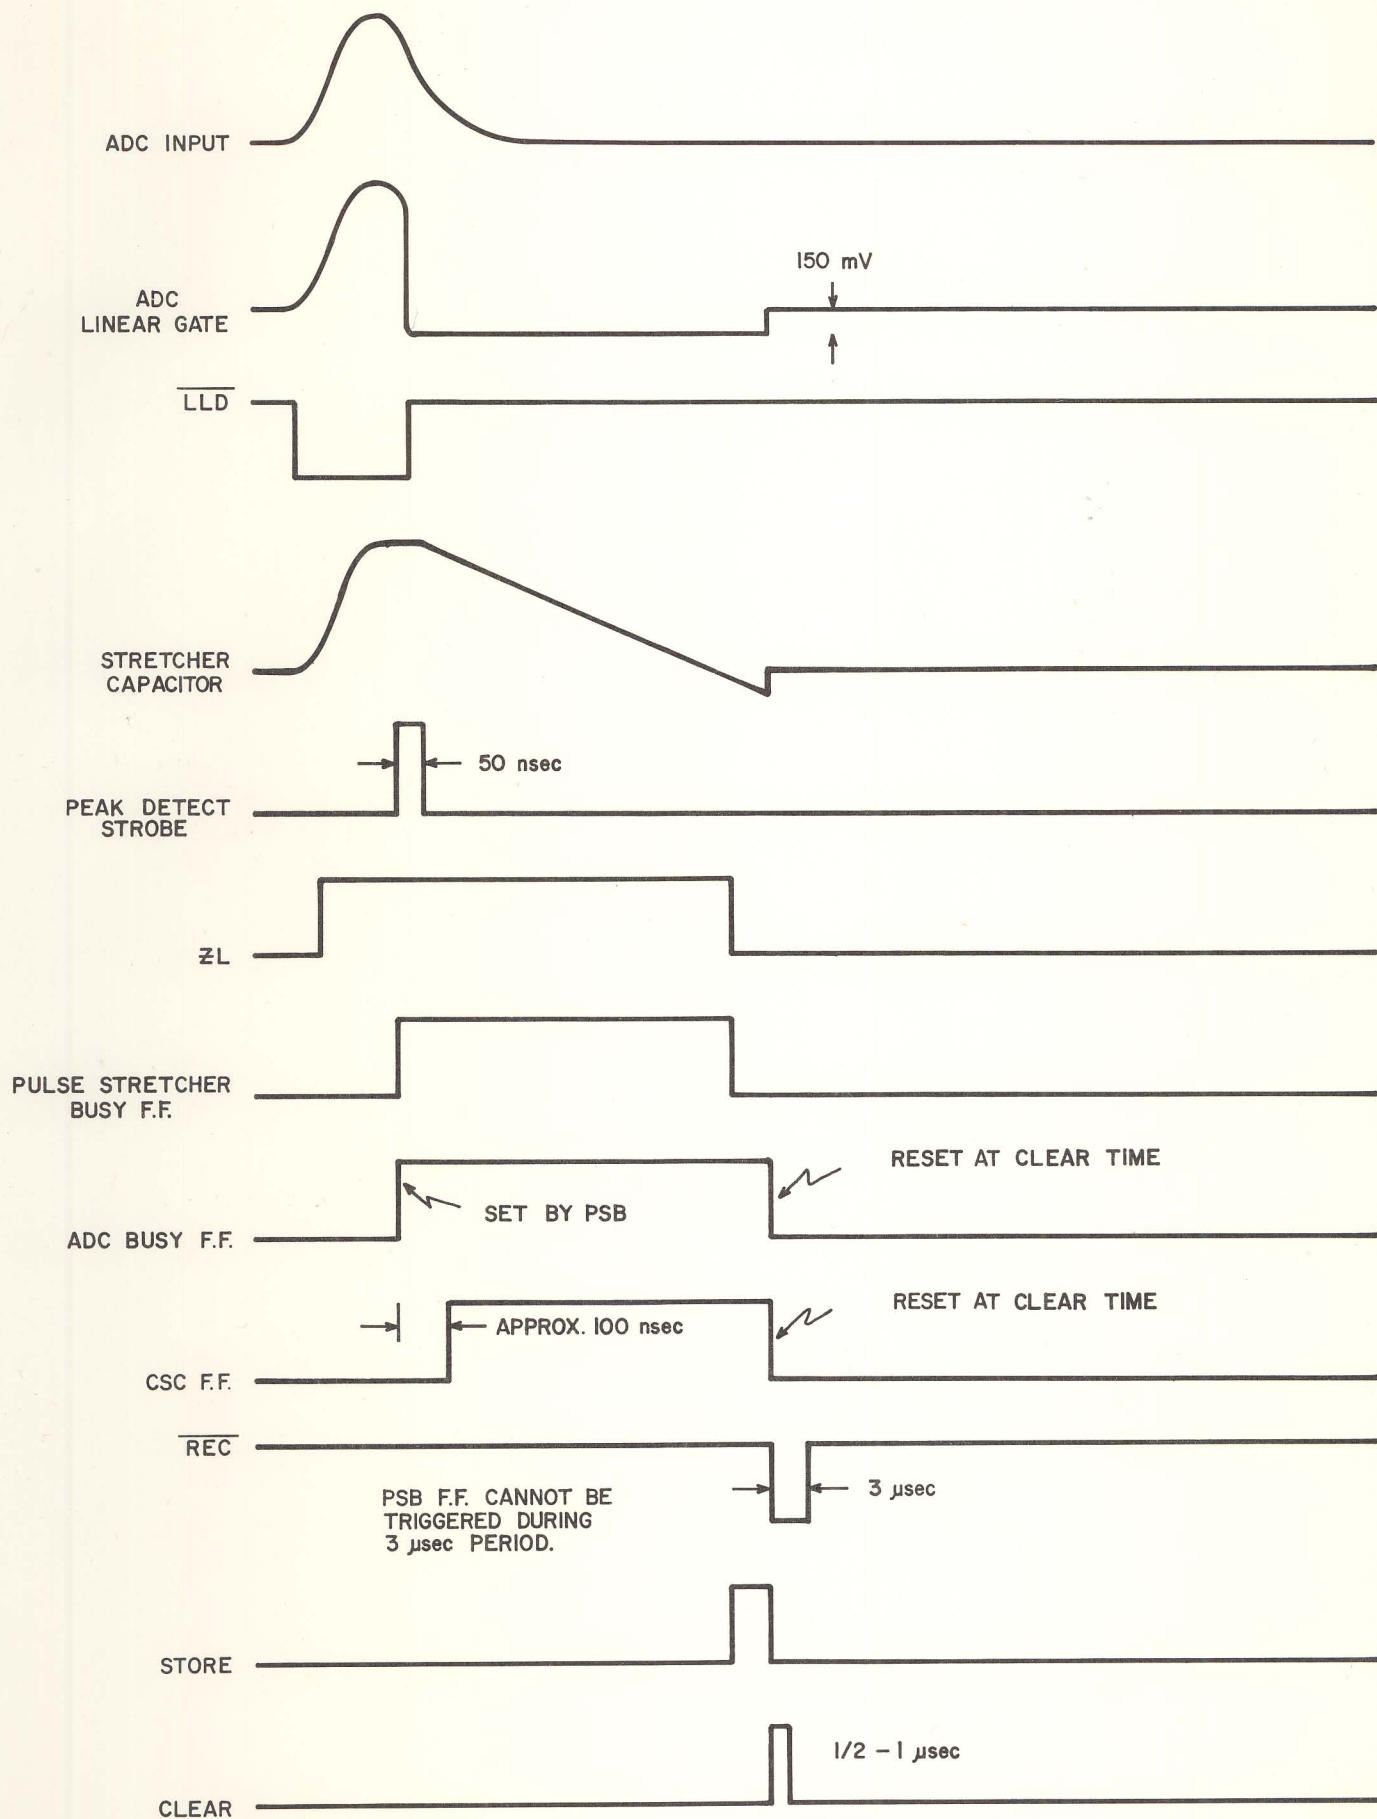 ADC INPUT
150 mV
ADC
LINEAR GATE
LLD
STRETCHER
CAPACITOR
50 nsec
PEAK DETECT
STROBE
ƵL
PULSE STRETCHER
BUSY F.F.
RESET AT CLEAR TIME
SET BY PSB
ADC BUSY F.F.
RESET AT CLEAR TIME
APPROX. 100 nsec
CSC F.F.
REC
3 µsec
PSB F.F. CANNOT BE
TRIGGERED DURING
3 µsec PERIOD.
STORE
1/2 - 1 µsec
CLEAR